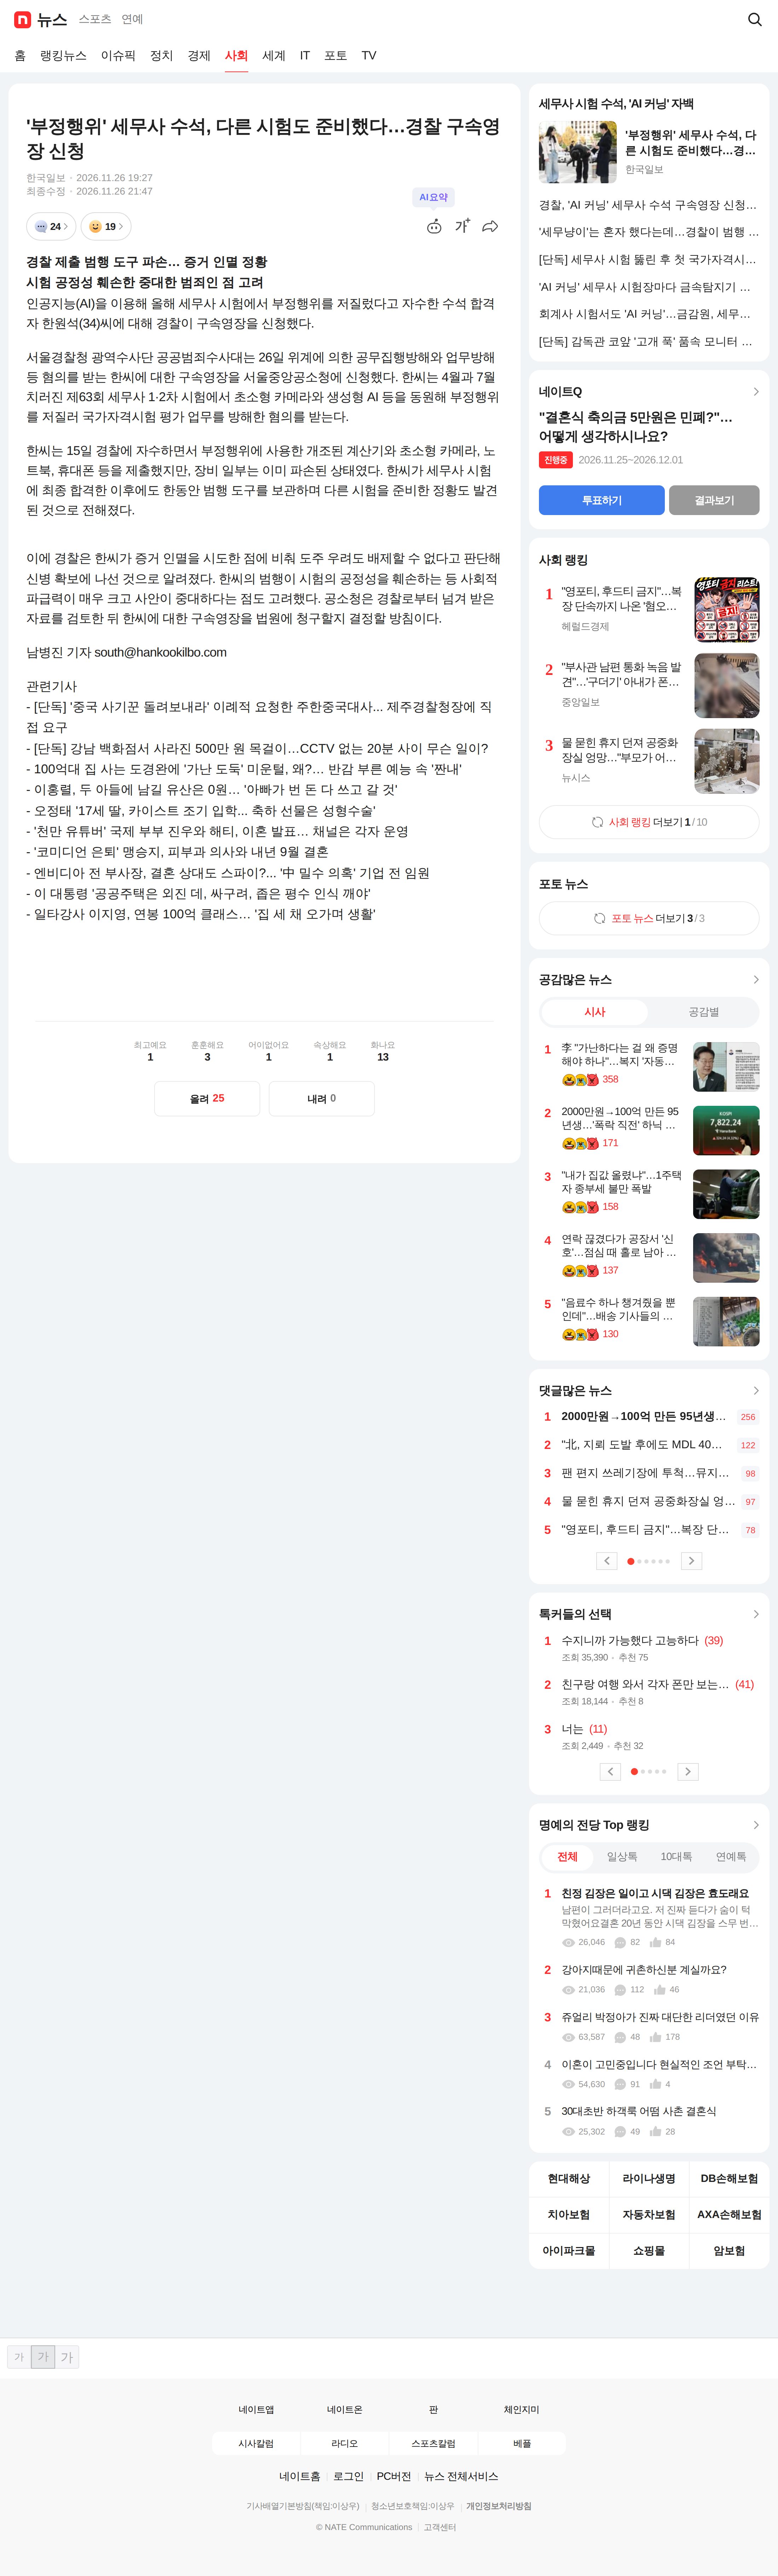 n 뉴스 스포츠 연예
홈 랭킹뉴스 이슈픽 정치 경제 사회 세계 IT 포토 TV
'부정행위' 세무사 수석, 다른 시험도 준비했다…경찰 구속영
장 신청
한국일보 · 2026.11.26 19:27
최종수정 · 2026.11.26 21:47
AI요약
24
19
가+
경찰 제출 범행 도구 파손… 증거 인멸 정황
시험 공정성 훼손한 중대한 범죄인 점 고려
인공지능(AI)을 이용해 올해 세무사 시험에서 부정행위를 저질렀다고 자수한 수석 합격
자 한원석(34)씨에 대해 경찰이 구속영장을 신청했다.
서울경찰청 광역수사단 공공범죄수사대는 26일 위계에 의한 공무집행방해와 업무방해
등 혐의를 받는 한씨에 대한 구속영장을 서울중앙공소청에 신청했다. 한씨는 4월과 7월
치러진 제63회 세무사 1·2차 시험에서 초소형 카메라와 생성형 AI 등을 동원해 부정행위
를 저질러 국가자격시험 평가 업무를 방해한 혐의를 받는다.
한씨는 15일 경찰에 자수하면서 부정행위에 사용한 개조된 계산기와 초소형 카메라, 노
트북, 휴대폰 등을 제출했지만, 장비 일부는 이미 파손된 상태였다. 한씨가 세무사 시험
에 최종 합격한 이후에도 한동안 범행 도구를 보관하며 다른 시험을 준비한 정황도 발견
된 것으로 전해졌다.
이에 경찰은 한씨가 증거 인멸을 시도한 점에 비춰 도주 우려도 배제할 수 없다고 판단해
신병 확보에 나선 것으로 알려졌다. 한씨의 범행이 시험의 공정성을 훼손하는 등 사회적
파급력이 매우 크고 사안이 중대하다는 점도 고려했다. 공소청은 경찰로부터 넘겨 받은
자료를 검토한 뒤 한씨에 대한 구속영장을 법원에 청구할지 결정할 방침이다.
남병진 기자 south@hankookilbo.com
관련기사
- [단독] '중국 사기꾼 돌려보내라' 이례적 요청한 주한중국대사... 제주경찰청장에 직
접 요구
- [단독] 강남 백화점서 사라진 500만 원 목걸이…CCTV 없는 20분 사이 무슨 일이?
- 100억대 집 사는 도경완에 '가난 도둑' 미운털, 왜?… 반감 부른 예능 속 '짠내'
- 이홍렬, 두 아들에 남길 유산은 0원… '아빠가 번 돈 다 쓰고 갈 것'
- 오정태 '17세 딸, 카이스트 조기 입학... 축하 선물은 성형수술'
- '천만 유튜버' 국제 부부 진우와 해티, 이혼 발표… 채널은 각자 운영
- '코미디언 은퇴' 맹승지, 피부과 의사와 내년 9월 결혼
- 엔비디아 전 부사장, 결혼 상대도 스파이?... '中 밀수 의혹' 기업 전 임원
- 이 대통령 '공공주택은 외진 데, 싸구려, 좁은 평수 인식 깨야'
- 일타강사 이지영, 연봉 100억 클래스… '집 세 채 오가며 생활'
최고예요 훈훈해요 어이없어요 속상해요 화나요
1 3 1 1 13
올려 25 내려 0
세무사 시험 수석, 'AI 커닝' 자백
'부정행위' 세무사 수석, 다
른 시험도 준비했다…경…
한국일보
경찰, 'AI 커닝' 세무사 수석 구속영장 신청…
'세무냥이'는 혼자 했다는데…경찰이 범행 …
[단독] 세무사 시험 뚫린 후 첫 국가자격시…
'AI 커닝' 세무사 시험장마다 금속탐지기 …
회계사 시험서도 'AI 커닝'…금감원, 세무…
[단독] 감독관 코앞 '고개 푹' 품속 모니터 …
네이트Q
"결혼식 축의금 5만원은 민폐?"…
어떻게 생각하시나요?
진행중 2026.11.25~2026.12.01
투표하기 결과보기
사회 랭킹
1 "영포티, 후드티 금지"…복
장 단속까지 나온 '혐오…
헤럴드경제
영포티 금지 리스트!
금지!
2 "부사관 남편 통화 녹음 발
견"…'구더기' 아내가 폰…
중앙일보
3 물 묻힌 휴지 던져 공중화
장실 엉망…"부모가 어…
뉴시스
사회 랭킹 더보기 1 / 10
포토 뉴스
포토 뉴스 더보기 3 / 3
공감많은 뉴스
시사 공감별
1 李 "가난하다는 걸 왜 증명
해야 하나"…복지 '자동…
358
2 2000만원→100억 만든 95
년생…'폭락 직전' 하닉 …
171
KOSPI
7,822.24
3 "내가 집값 올렸냐"…1주택
자 종부세 불만 폭발
158
4 연락 끊겼다가 공장서 '신
호'…점심 때 홀로 남아 …
137
5 "음료수 하나 챙겨줬을 뿐
인데"…배송 기사들의 …
130
댓글많은 뉴스
1 2000만원→100억 만든 95년생… 256
2 "北, 지뢰 도발 후에도 MDL 40… 122
3 팬 편지 쓰레기장에 투척…뮤지… 98
4 물 묻힌 휴지 던져 공중화장실 엉… 97
5 "영포티, 후드티 금지"…복장 단… 78
톡커들의 선택
1 수지니까 가능했다 고능하다 (39)
조회 35,390 · 추천 75
2 친구랑 여행 와서 각자 폰만 보는… (41)
조회 18,144 · 추천 8
3 너는 (11)
조회 2,449 · 추천 32
명예의 전당 Top 랭킹
전체 일상톡 10대톡 연예톡
1 친정 김장은 일이고 시댁 김장은 효도래요
남편이 그러더라고요. 저 진짜 듣다가 숨이 턱
막혔어요결혼 20년 동안 시댁 김장을 스무 번…
26,046 82 84
2 강아지때문에 귀촌하신분 계실까요?
21,036 112 46
3 쥬얼리 박정아가 진짜 대단한 리더였던 이유
63,587 48 178
4 이혼이 고민중입니다 현실적인 조언 부탁…
54,630 91 4
5 30대초반 하객룩 어떰 사촌 결혼식
25,302 49 28
현대해상 라이나생명 DB손해보험
치아보험 자동차보험 AXA손해보험
아이파크몰 쇼핑몰 암보험
가 가 가
네이트앱 네이트온 판 체인지미
시사칼럼 라디오 스포츠칼럼 베플
네이트홈 로그인 PC버전 뉴스 전체서비스
기사배열기본방침(책임:이상우) 청소년보호책임:이상우 개인정보처리방침
© NATE Communications 고객센터